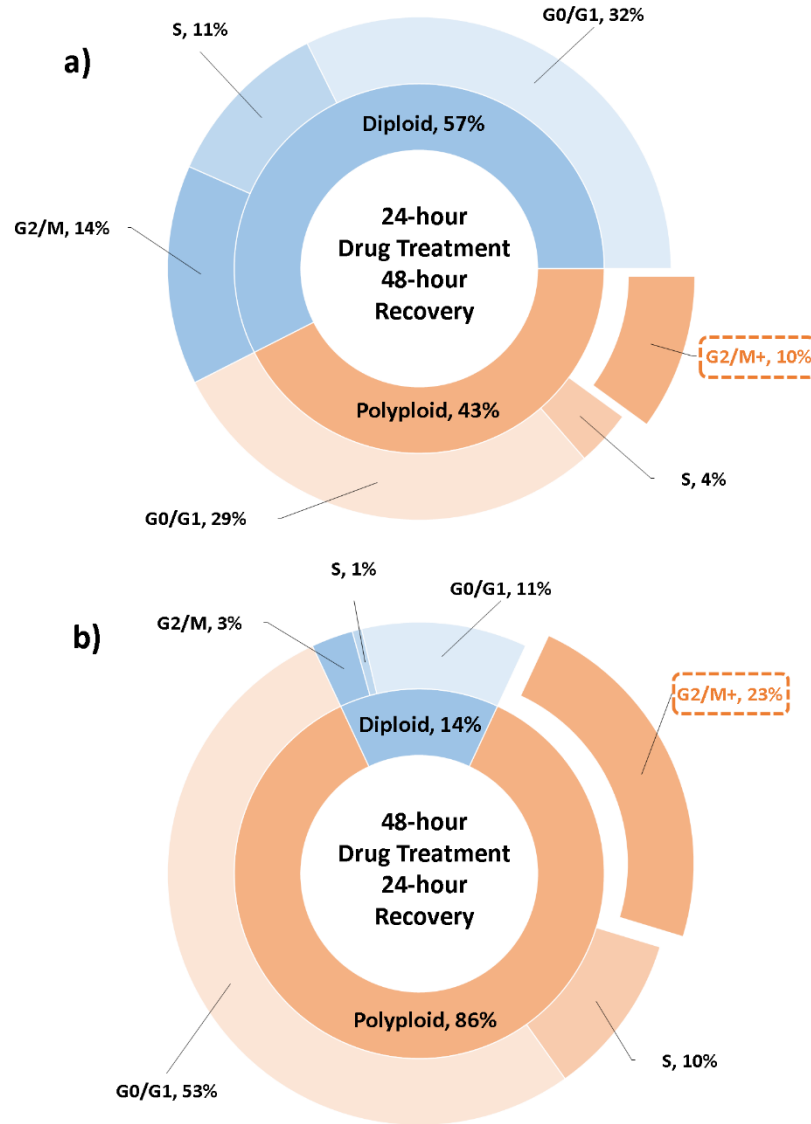 a)
S, 11%
G0/G1, 32%
Diploid, 57%
G2/M, 14%
24-hour
Drug Treatment
48-hour
Recovery
G2/M+, 10%
Polyploid, 43%
S, 4%
G0/G1, 29%
b)
S, 1%
G0/G1, 11%
G2/M, 3%
G2/M+, 23%
Diploid, 14%
48-hour
Drug Treatment
24-hour
Recovery
Polyploid, 86%
S, 10%
G0/G1, 53%